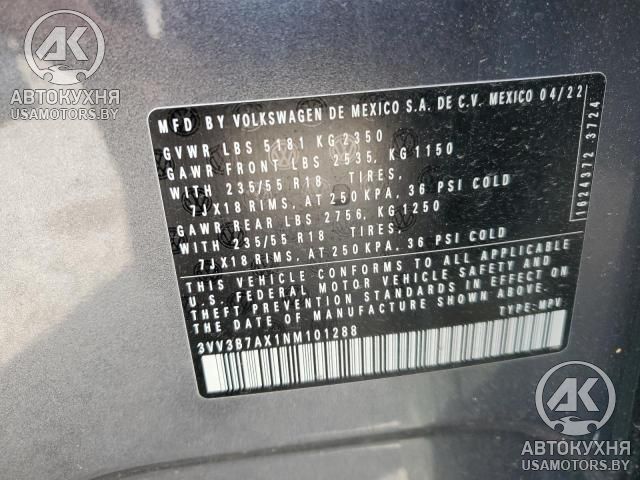 АК
АВТОКУХНЯ
USAMOTORS.BY
MFD BY VOLKSWAGEN DE MEXICO S.A. DE C.V. MEXICO 04/22
GVWR LBS 5181 KG 2350
GAWR FRONT LBS 2535, KG 1150
WITH 235/55 R18 TIRES,
7JX18 RIMS, AT 250 KPA, 36 PSI COLD
GAWR REAR LBS 2756, KG 1250
WITH 235/55 R18 TIRES,
7JX18 RIMS, AT 250 KPA, 36 PSI COLD
THIS VEHICLE CONFORMS TO ALL APPLICABLE
U.S. FEDERAL MOTOR VEHICLE SAFETY AND
THEFT PREVENTION STANDARDS IN EFFECT ON
THE DATE OF MANUFACTURE SHOWN ABOVE.
3VV3B7AX1NM101288 TYPE-MPV
1624372 3724
АК
АВТОКУХНЯ
USAMOTORS.BY